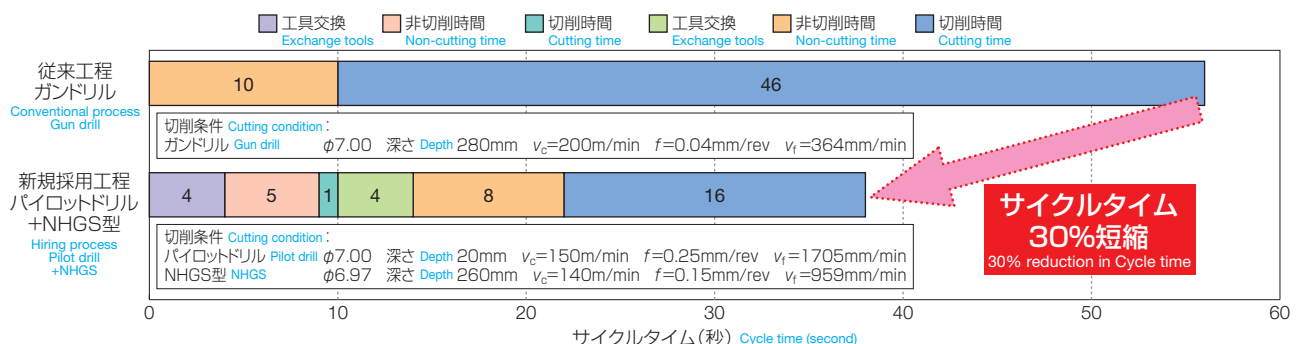 工具交換 非切削時間 切削時間 工具交換 非切削時間 切削時間
Exchange tools Non-cutting time Cutting time Exchange tools Non-cutting time Cutting time
従来工程
ガンドリル
Conventional process
Gun drill
10 46
切削条件 Cutting condition :
ガンドリル Gun drill φ7.00 深さ Depth 280mm vc=200m/min f=0.04mm/rev vf=364mm/min
新規採用工程
パイロットドリル
+NHGS型
Hiring process
Pilot drill
+NHGS
4 5 1 4 8 16
切削条件 Cutting condition :
パイロットドリル Pilot drill φ7.00 深さ Depth 20mm vc=150m/min f=0.25mm/rev vf=1705mm/min
NHGS型 NHGS φ6.97 深さ Depth 260mm vc=140m/min f=0.15mm/rev vf=959mm/min
サイクルタイム
30%短縮
30% reduction in Cycle time
0 10 20 30 40 50 60
サイクルタイム(秒) Cycle time (second)